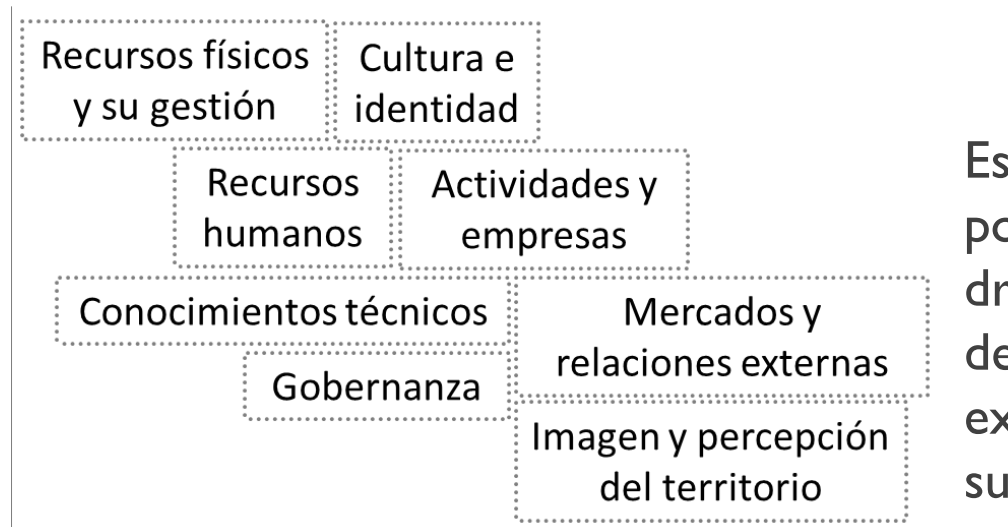 Recursos físicos
y su gestión
Cultura e
identidad
Recursos
humanos
Actividades y
empresas
Conocimientos técnicos
Mercados y
relaciones externas
Gobernanza
Imagen y percepción
del territorio